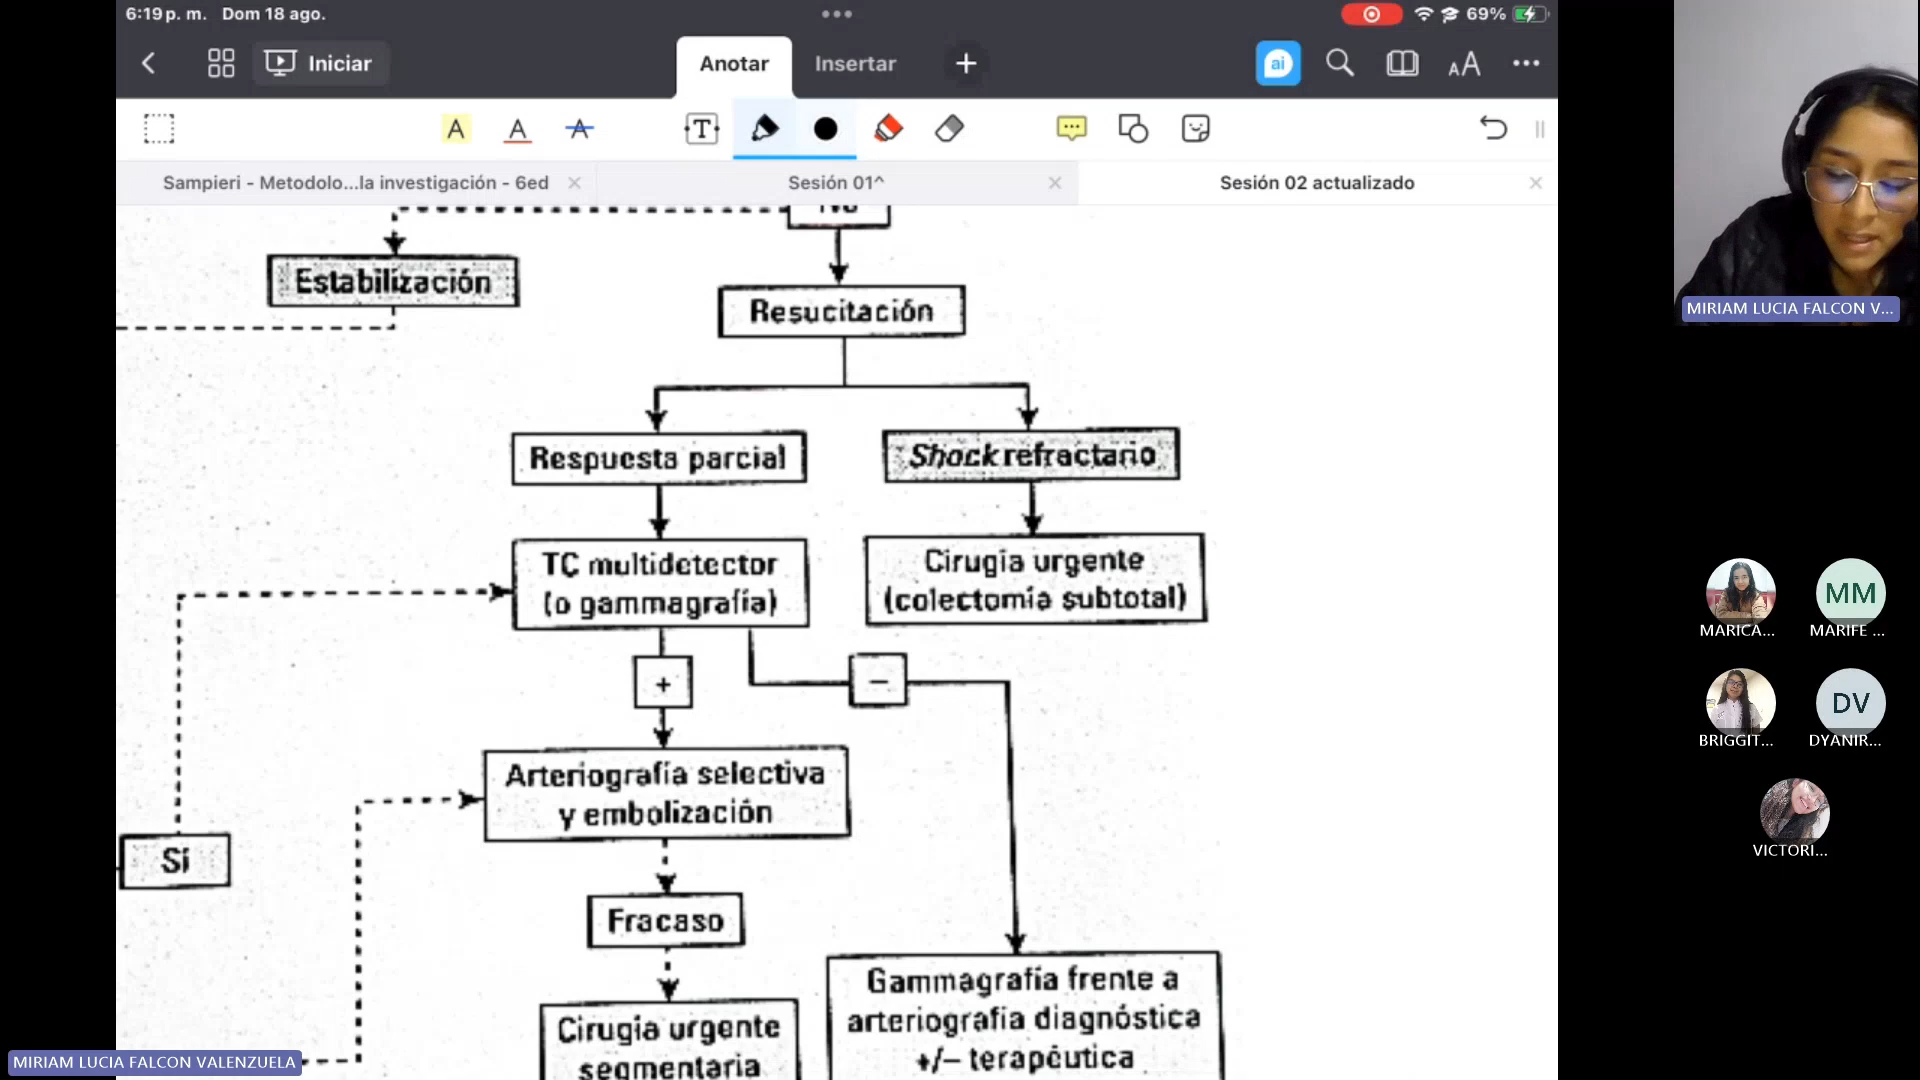 6:19 p. m. Dom 18 ago.
69%
Iniciar
Anotar
Insertar
ai
AA
A
A
A
T
Sampieri - Metodolo...la investigación - 6ed
Sesión 01^
Sesión 02 actualizado
Estabilización
Resucitación
Respuesta parcial
Shock refractario
TC multidetector
(o gammagrafía)
Cirugía urgente
(colectomía subtotal)
+
−
Arteriografía selectiva
y embolización
Sí
Fracaso
Cirugía urgente
segmentaria
Gammagrafía frente a
arteriografía diagnóstica
+/− terapéutica
MIRIAM LUCIA FALCON VALENZUELA
MIRIAM LUCIA FALCON V...
MARICA...
MM
MARIFE ...
BRIGGIT...
DV
DYANIR...
VICTORI...